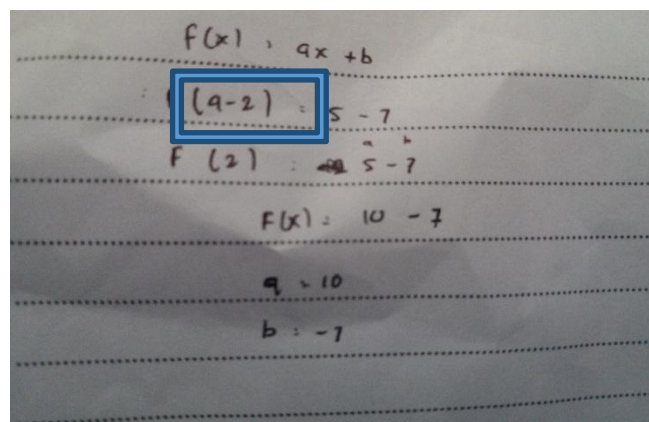 F(x) = ax + b
(a-2) = 5 - 7
a b
F (2) = 5 - 7
F(x) = 10 - 7
a = 10
b = -7